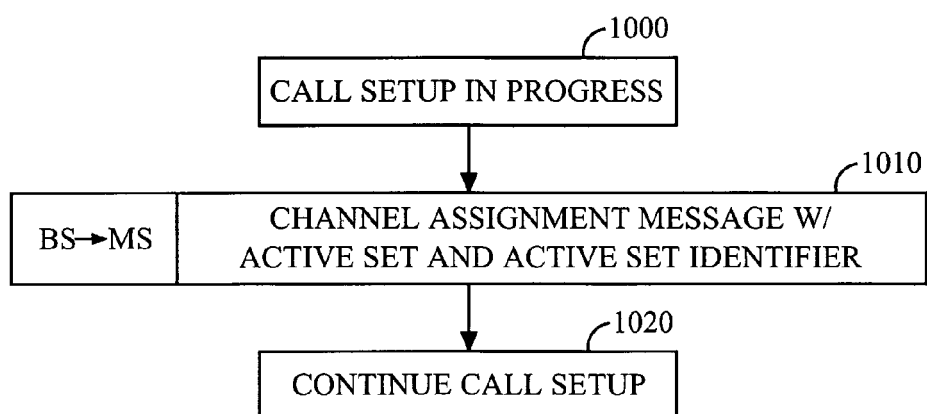 1000
CALL SETUP IN PROGRESS
1010
BS→MS
CHANNEL ASSIGNMENT MESSAGE W/
ACTIVE SET AND ACTIVE SET IDENTIFIER
1020
CONTINUE CALL SETUP